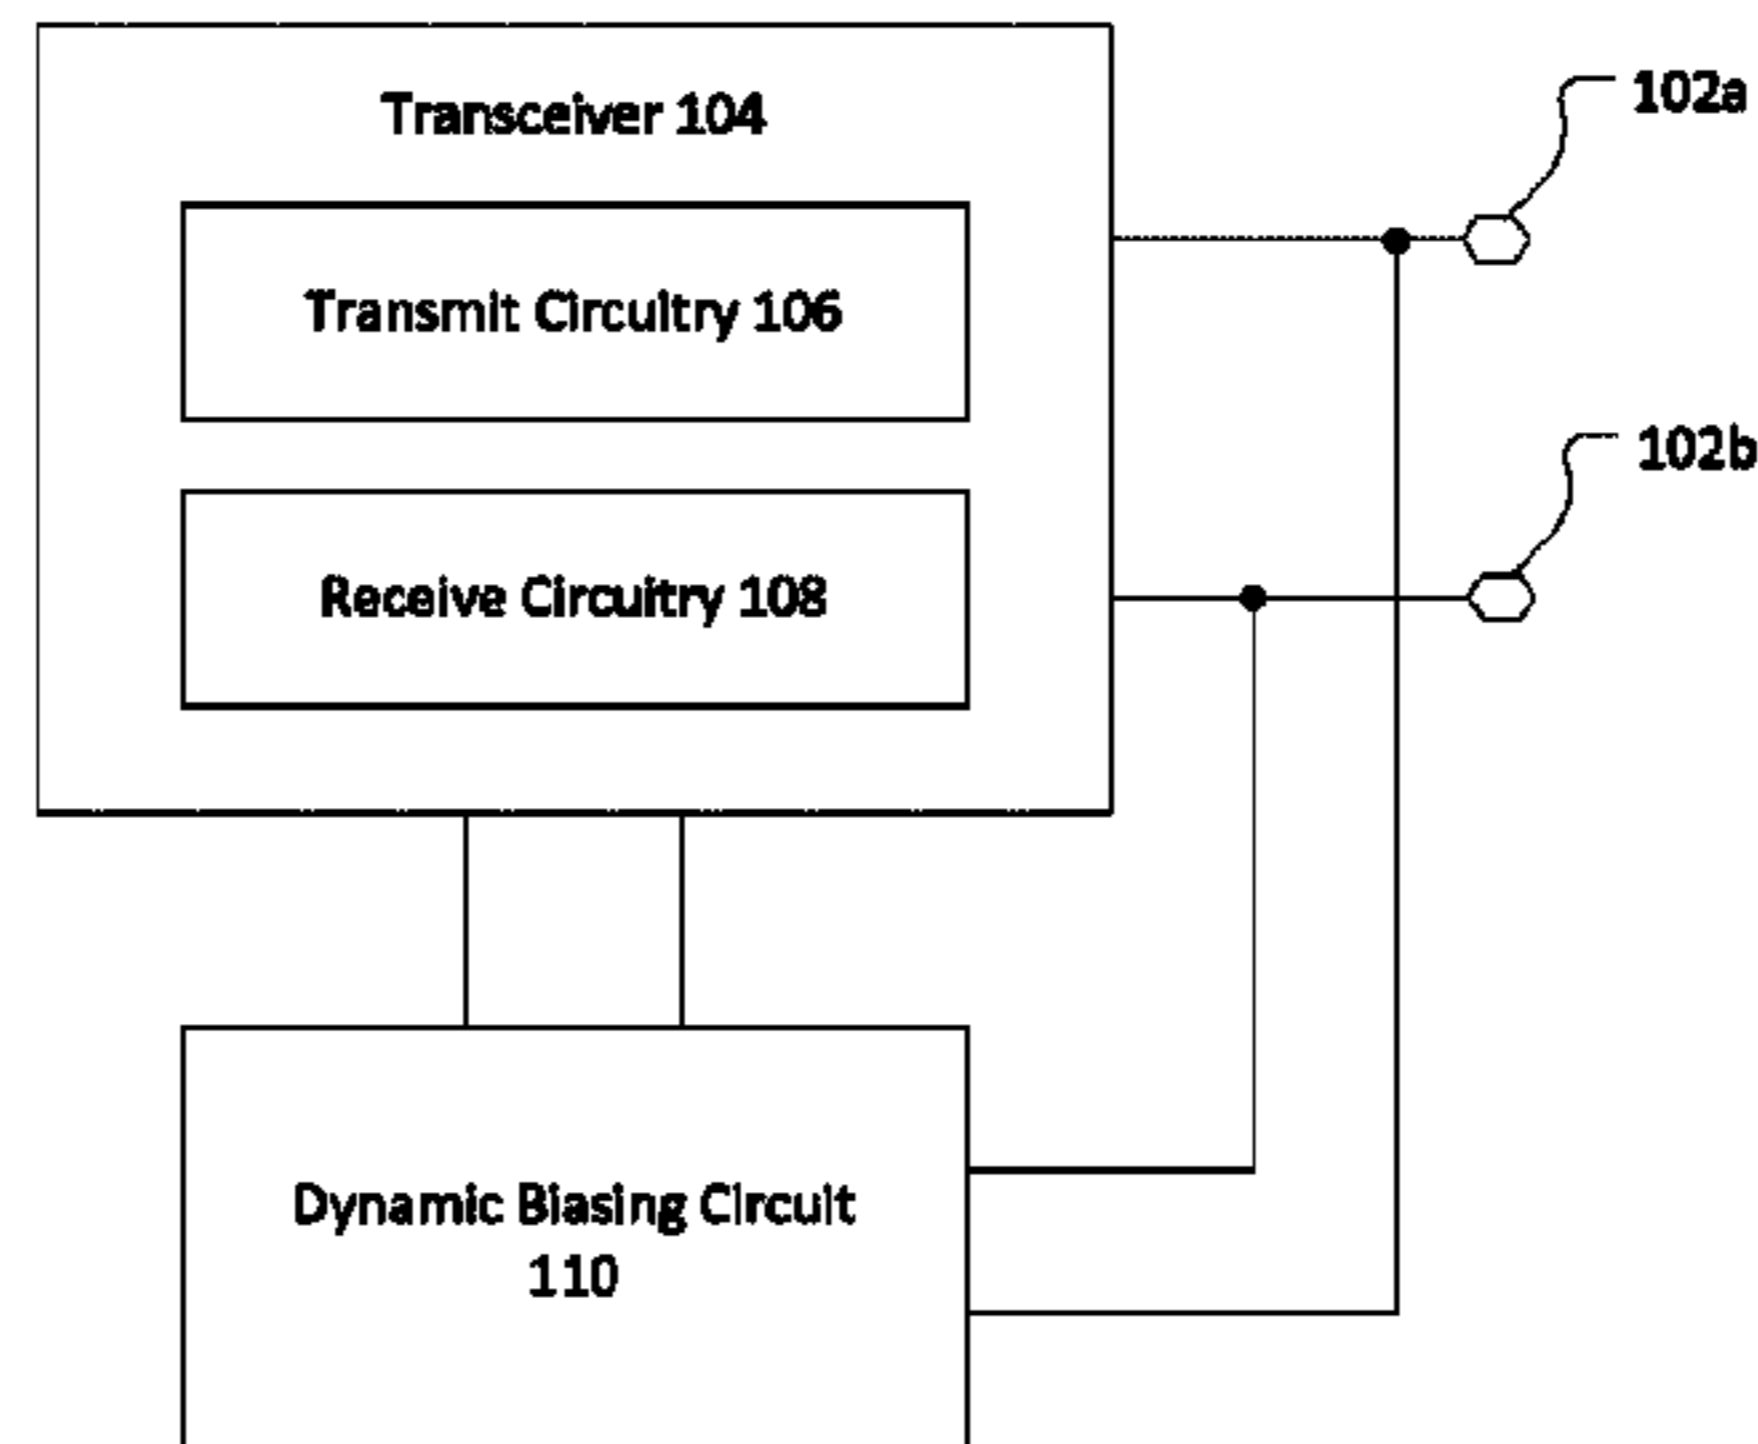 Transceiver 104
102a
Transmit Circuitry 106
102b
Receive Circuitry 108
Dynamic Biasing Circuit
110